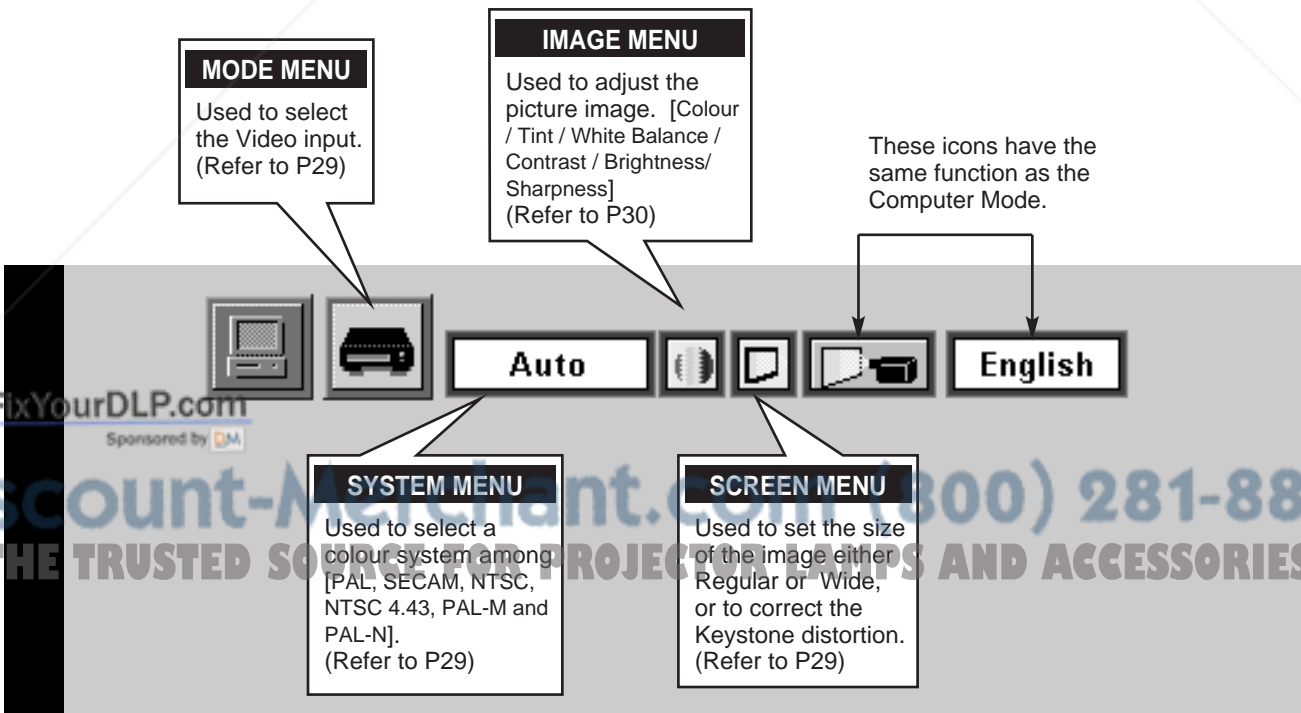 IMAGE MENU
Used to adjust the
picture image. [Colour
/ Tint / White Balance /
Contrast / Brightness/
Sharpness]
(Refer to P30)
MODE MENU
Used to select
the Video input.
(Refer to P29)
These icons have the
same function as the
Computer Mode.
Auto
English
ixYourDLP.com
Sponsored by DM
SYSTEM MENU
Used to select a
colour system among
[PAL, SECAM, NTSC,
NTSC 4.43, PAL-M and
PAL-N].
(Refer to P29)
SCREEN MENU
Used to set the size
of the image either
Regular or Wide,
or to correct the
Keystone distortion.
(Refer to P29)
scount-Merchant.com (800) 281-88
HE TRUSTED SOURCE FOR PROJECTOR LAMPS AND ACCESSORIES